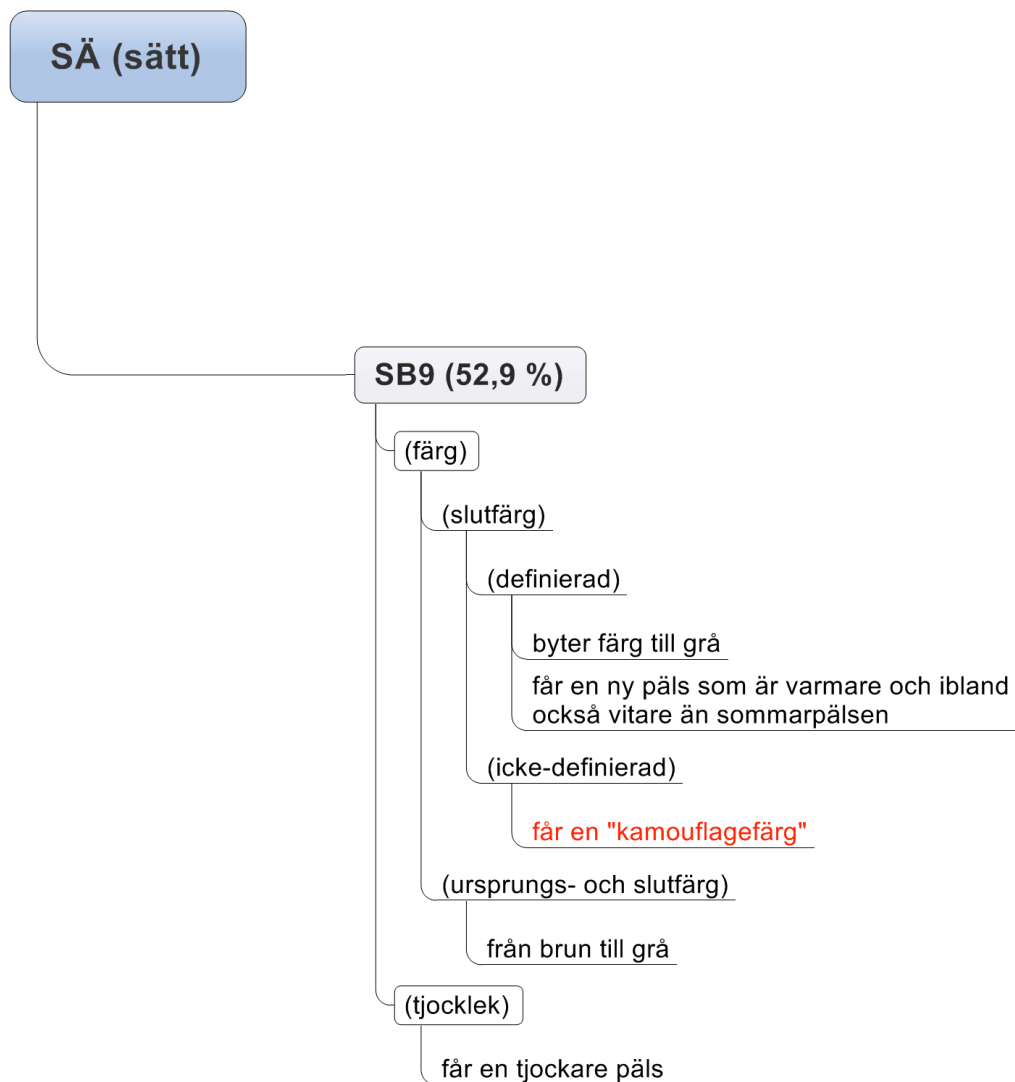 SÄ (sätt)
SB9 (52,9 %)
(färg)
(slutfärg)
(definierad)
byter färg till grå
får en ny päls som är varmare och ibland
också vitare än sommarpälsen
(icke-definierad)
får en "kamouflagefärg"
(ursprungs- och slutfärg)
från brun till grå
(tjocklek)
får en tjockare päls